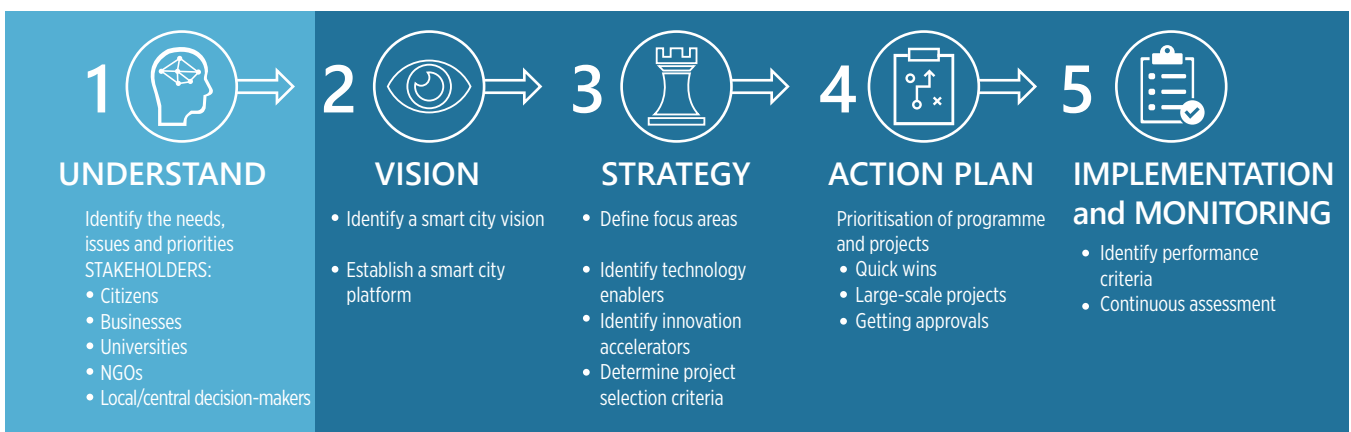 1
UNDERSTAND
Identify the needs,
issues and priorities
STAKEHOLDERS:
• Citizens
• Businesses
• Universities
• NGOs
• Local/central decision-makers
2
VISION
• Identify a smart city vision
• Establish a smart city
platform
3
STRATEGY
• Define focus areas
• Identify technology
enablers
• Identify innovation
accelerators
• Determine project
selection criteria
4
ACTION PLAN
Prioritisation of programme
and projects
• Quick wins
• Large-scale projects
• Getting approvals
5
IMPLEMENTATION
and MONITORING
• Identify performance
criteria
• Continuous assessment